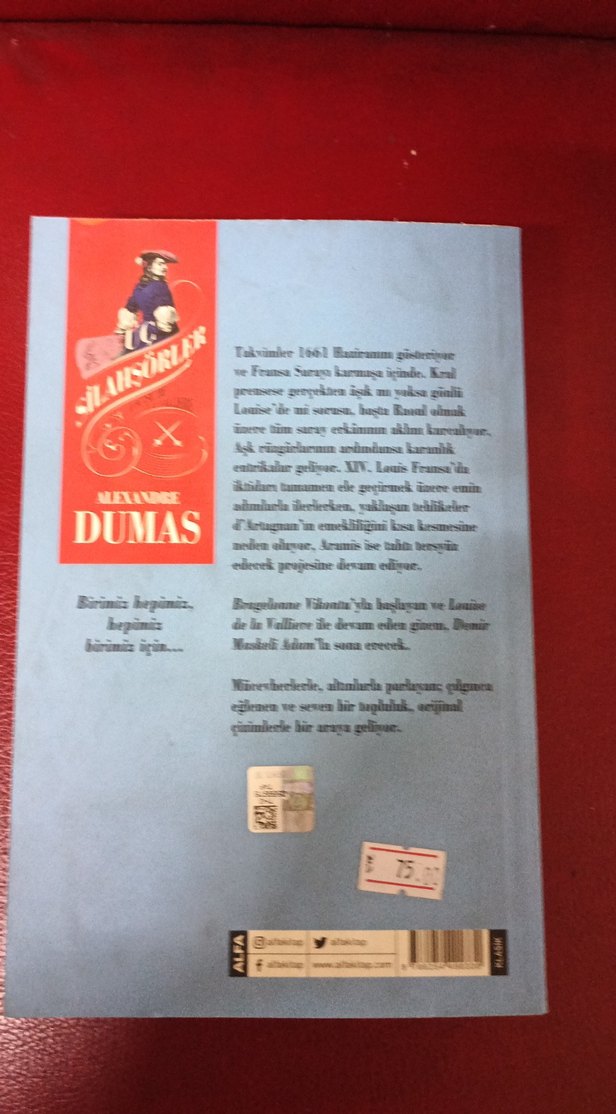 ÜÇ
SİLAHŞÖRLER
ALEXANDRE
DUMAS
Birimiz hepimiz,
hepimiz
birimiz için...
Takvimler 1661 Haziranını gösteriyor
ve Fransa Sarayı karmaşa içinde. Kral
prensese gerçekten âşık mı yoksa gönlü
Louise'de mi sorusu, başta Raoul olmak
üzere tüm saray erkânının aklını kurcalıyor.
Aşk rüzgârlarının ardındansa karanlık
entrikalar geliyor. XIV. Louis Fransa'da
iktidarı tamamen ele geçirmek üzere emin
adımlarla ilerlerken, yaklaşan tehlikeler
d'Artagnan'ın emekliliğini kısa kesmesine
neden oluyor, Aramis ise tahtı tersyüz
edecek projesine devam ediyor.
Bragelonne Vikontu'yla başlayan ve Louise
de la Valliere ile devam eden gizem, Demir
Maskeli Adam'la sona erecek.
Mücevherlerle, altınlarla parlayan; çılgınca
eğlenen ve seven bir topluluk, orijinal
çizimlerle bir araya geliyor.
75.00
ALFA
alfakitap
alfakitap
alfakitap
www.alfakitap.com
KLASİK